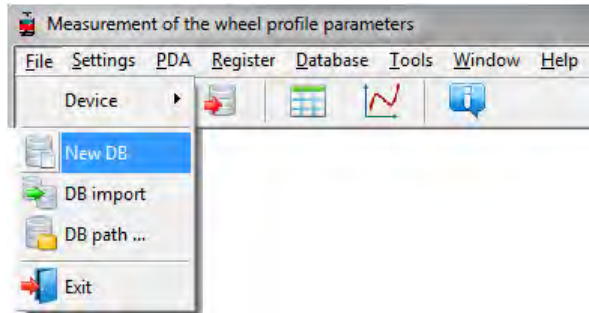 Measurement of the wheel profile parameters
File Settings PDA Register Database Tools Window Help
Device
New DB
DB import
DB path ...
Exit